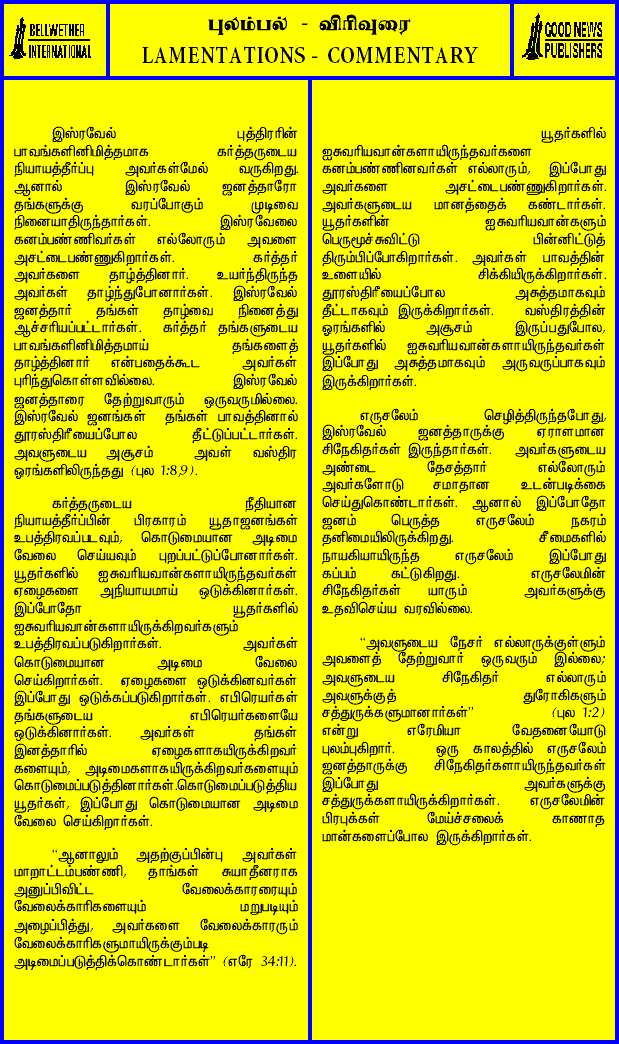 BELLWETHER
INTERNATIONAL
புலம்பல் - விரிவுரை
LAMENTATIONS - COMMENTARY
GOOD NEWS
PUBLISHERS
இஸ்ரவேல் புத்திரரின்
பாவங்களினிமித்தமாக கர்த்தருடைய
நியாயத்தீர்ப்பு அவர்கள்மேல் வருகிறது.
ஆனால் இஸ்ரவேல் ஜனத்தாரோ
தங்களுக்கு வரப்போகும் முடிவை
நினையாதிருந்தார்கள். இஸ்ரவேலை
கனம்பண்ணிவர்கள் எல்லோரும் அவளை
அசட்டைபண்ணுகிறார்கள். கர்த்தர்
அவர்களை தாழ்த்தினார். உயர்ந்திருந்த
அவர்கள் தாழ்ந்துபோனார்கள். இஸ்ரவேல்
ஜனத்தார் தங்கள் தாழ்வை நினைத்து
ஆச்சரியப்பட்டார்கள். கர்த்தர் தங்களுடைய
பாவங்களினிமித்தமாய் தங்களைத்
தாழ்த்தினார் என்பதைக்கூட அவர்கள்
புரிந்துகொள்ளவில்லை. இஸ்ரவேல்
ஜனத்தாரை தேற்றுவாரும் ஒருவருமில்லை.
இஸ்ரவேல் ஜனங்கள் தங்கள் பாவத்தினால்
தூரஸ்திரீயைப்போல தீட்டுப்பட்டார்கள்.
அவளுடைய அசூசம் அவள் வஸ்திர
ஓரங்களிலிருந்தது (புல 1:8,9).
கர்த்தருடைய நீதியான
நியாயத்தீர்ப்பின் பிரகாரம் யூதாஜனங்கள்
உபத்திரவப்படவும், கொடுமையான அடிமை
வேலை செய்யவும் புறப்பட்டுப்போனார்கள்.
யூதர்களில் ஐசுவரியவான்களாயிருந்தவர்கள்
ஏழைகளை அநியாயமாய் ஒடுக்கினார்கள்.
இப்போதோ யூதர்களில்
ஐசுவரியவான்களாயிருக்கிறவர்களும்
உபத்திரவப்படுகிறார்கள். அவர்கள்
கொடுமையான அடிமை வேலை
செய்கிறார்கள். ஏழைகளை ஒடுக்கினவர்கள்
இப்போது ஒடுக்கப்படுகிறார்கள். எபிரெயர்கள்
தங்களுடைய எபிரெயர்களையே
ஒடுக்கினார்கள். அவர்கள் தங்கள்
இனத்தாரில் ஏழைகளாகயிருக்கிறவர்
களையும், அடிமைகளாகயிருக்கிறவர்களையும்
கொடுமைப்படுத்தினார்கள்.கொடுமைப்படுத்திய
யூதர்கள், இப்போது கொடுமையான அடிமை
வேலை செய்கிறார்கள்.
“ஆனாலும் அதற்குப்பின்பு அவர்கள்
மாறாட்டம்பண்ணி, தாங்கள் சுயாதீனராக
அனுப்பிவிட்ட வேலைக்காரரையும்
வேலைக்காரிகளையும் மறுபடியும்
அழைப்பித்து, அவர்களை வேலைக்காரரும்
வேலைக்காரிகளுமாயிருக்கும்படி
அடிமைப்படுத்திக்கொண்டார்கள்” (எரே 34:11).
யூதர்களில்
ஐசுவரியவான்களாயிருந்தவர்களை
கனம்பண்ணினவர்கள் எல்லாரும், இப்போது
அவர்களை அசட்டைபண்ணுகிறார்கள்.
அவர்களுடைய மானத்தைக் கண்டார்கள்.
யூதர்களின் ஐசுவரியவான்களும்
பெருமூச்சுவிட்டு பின்னிட்டுத்
திரும்பிப்போகிறார்கள். அவர்கள் பாவத்தின்
உளையில் சிக்கியிருக்கிறார்கள்.
தூரஸ்திரீயைப்போல அசுத்தமாகவும்
தீட்டாகவும் இருக்கிறார்கள். வஸ்திரத்தின்
ஓரங்களில் அசூசம் இருப்பதுபோல,
யூதர்களில் ஐசுவரியவான்களாயிருந்தவர்கள்
இப்போது அசுத்தமாகவும் அருவருப்பாகவும்
இருக்கிறார்கள்.
எருசலேம் செழித்திருந்தபோது,
இஸ்ரவேல் ஜனத்தாருக்கு ஏராளமான
சிநேகிதர்கள் இருந்தார்கள். அவர்களுடைய
அண்டை தேசத்தார் எல்லோரும்
அவர்களோடு சமாதான உடன்படிக்கை
செய்துகொண்டார்கள். ஆனால் இப்போதோ
ஜனம் பெருத்த எருசலேம் நகரம்
தனிமையிலிருக்கிறது. சீமைகளில்
நாயகியாயிருந்த எருசலேம் இப்போது
கப்பம் கட்டுகிறது. எருசலேமின்
சிநேகிதர்கள் யாரும் அவர்களுக்கு
உதவிசெய்ய வரவில்லை.
“அவளுடைய நேசர் எல்லாருக்குள்ளும்
அவளைத் தேற்றுவார் ஒருவரும் இல்லை;
அவளுடைய சிநேகிதர் எல்லாரும்
அவளுக்குத் துரோகிகளும்
சத்துருக்களுமானார்கள்” (புல 1:2)
என்று எரேமியா வேதனையோடு
புலம்புகிறார். ஒரு காலத்தில் எருசலேம்
ஜனத்தாருக்கு சிநேகிதர்களாயிருந்தவர்கள்
இப்போது அவர்களுக்கு
சத்துருக்களாயிருக்கிறார்கள். எருசலேமின்
பிரபுக்கள் மேய்ச்சலைக் காணாத
மான்களைப்போல இருக்கிறார்கள்.